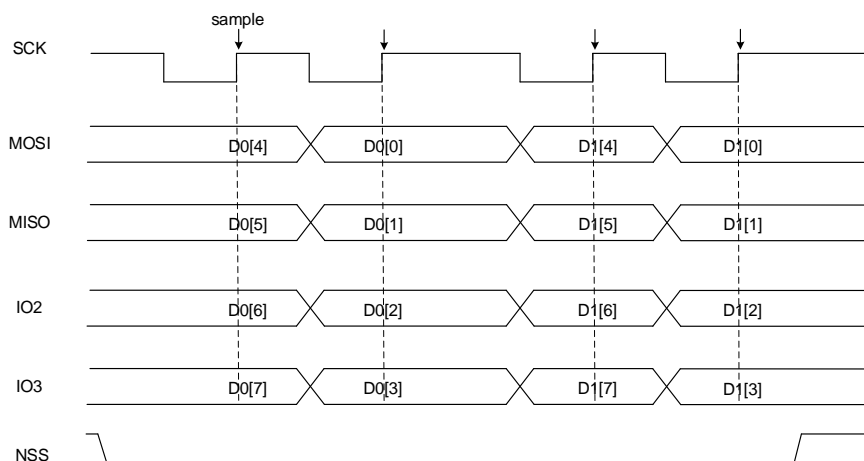 sample
SCK
MOSI D0[4] D0[0] D1[4] D1[0]
MISO D0[5] D0[1] D1[5] D1[1]
IO2 D0[6] D0[2] D1[6] D1[2]
IO3 D0[7] D0[3] D1[7] D1[3]
NSS